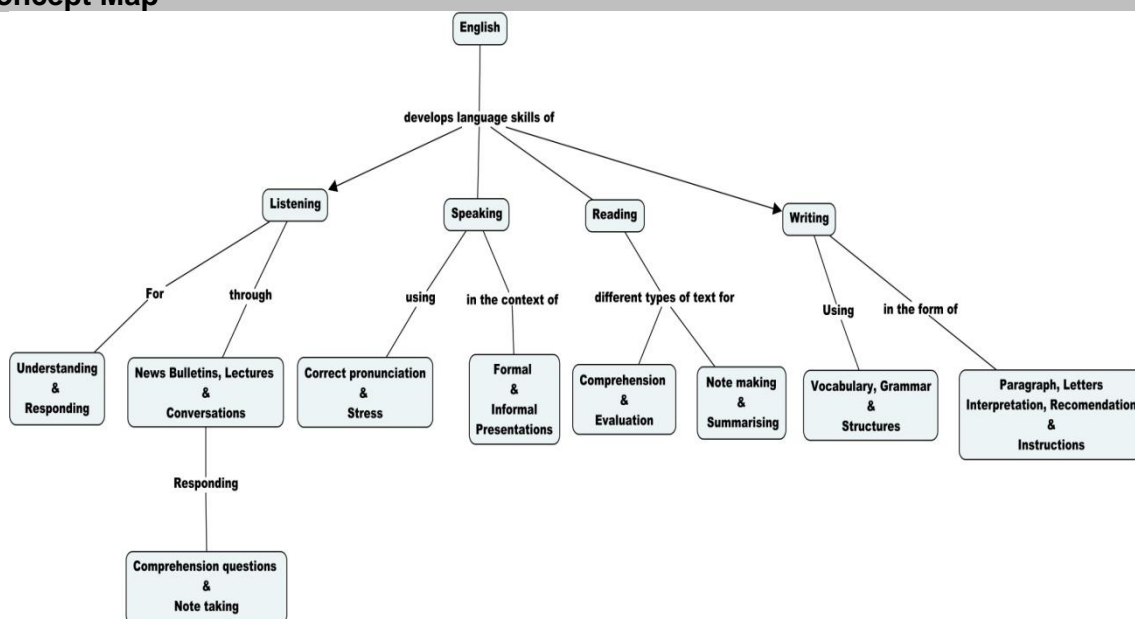 English
develops language skills of
Listening
Speaking
Reading
Writing
For
through
using
in the context of
different types of text for
Using
in the form of
Understanding
&
Responding
News Bulletins, Lectures
&
Conversations
Correct pronunciation
&
Stress
Formal
&
Informal
Presentations
Comprehension
&
Evaluation
Note making
&
Summarising
Vocabulary, Grammar
&
Structures
Paragraph, Letters
Interpretation, Recomendation
&
Instructions
Responding
Comprehension questions
&
Note taking